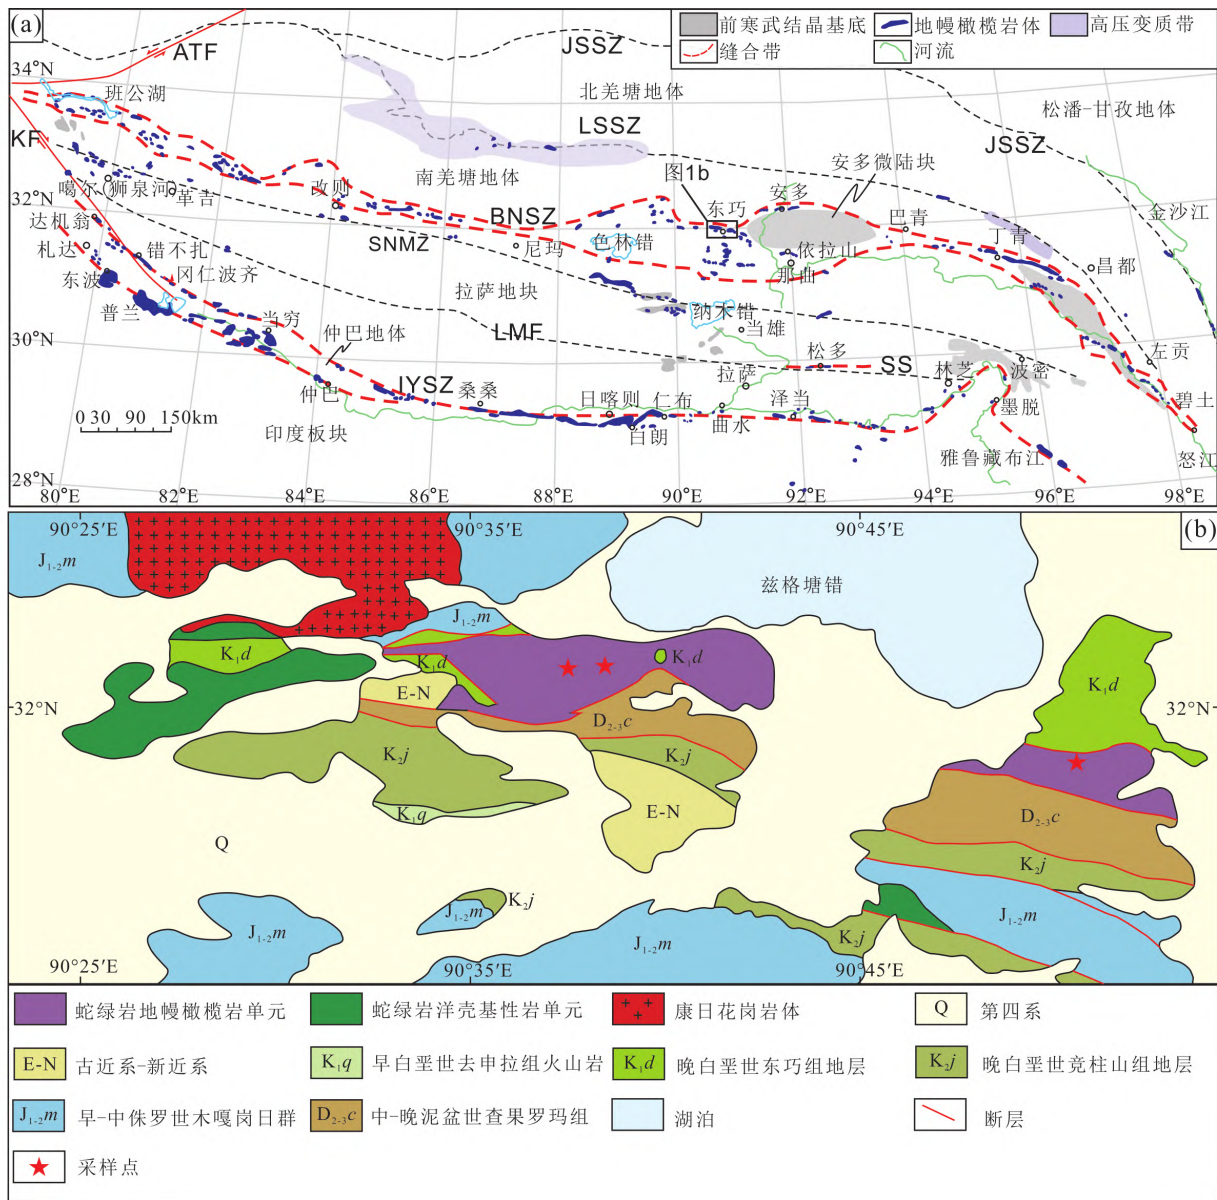 (a)
ATF
JSSZ
前寒武结晶基底
地幔橄榄岩体
高压变质带
缝合带
河流
34°N
班公湖
北羌塘地体
松潘-甘孜地体
LSSZ
JSSZ
KF
安多微陆块
图1b
南羌塘地体
噶尔(狮泉河)
革吉
改则
32°N
东巧
安多
巴青
金沙江
达机翁
BNSZ
SNMZ
札达
错不扎
尼玛
色林错
依拉山
丁青
昌都
东波
冈仁波齐
那曲
普兰
拉萨地块
纳木错
当穷
仲巴地体
当雄
30°N
LMF
松多
SS
左贡
拉萨
林芝
波密
仲巴
IYSZ
桑桑
日喀则
仁布
泽当
墨脱
碧土
0 30 90 150km
印度板块
白朗
曲水
雅鲁藏布江
怒江
28°N
80°E
82°E
84°E
86°E
88°E
90°E
92°E
94°E
96°E
98°E
(b)
90°25′E
90°35′E
90°45′E
J₁₋₂m
兹格塘错
J₁₋₂m
K₁d
K₁d
K₁d
K₁d
E-N
32°N
32°N
D₂₋₃c
K₂j
K₂j
K₁q
E-N
D₂₋₃c
Q
K₂j
K₂j
J₁₋₂m
J₁₋₂m
J₁₋₂m
J₁₋₂m
K₂j
90°25′E
90°35′E
90°45′E
蛇绿岩地幔橄榄岩单元
蛇绿岩洋壳基性岩单元
康日花岗岩体
Q 第四系
E-N 古近系-新近系
K₁q 早白垩世去申拉组火山岩
K₁d 晚白垩世东巧组地层
K₂j 晚白垩世竞柱山组地层
J₁₋₂m 早-中侏罗世木嘎岗日群
D₂₋₃c 中-晚泥盆世查果罗玛组
湖泊
断层
采样点